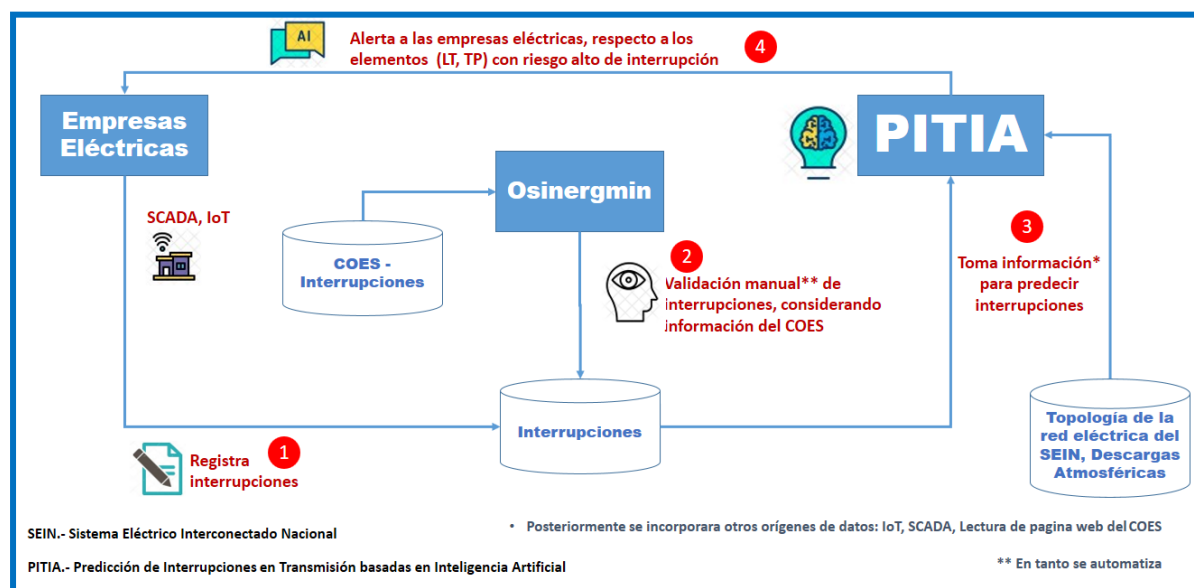 AI
Alerta a las empresas eléctricas, respecto a los
elementos (LT, TP) con riesgo alto de interrupción
4
Empresas
Eléctricas
PITIA
Osinergmin
SCADA, IoT
COES -
Interrupciones
2
Validación manual** de
interrupciones, considerando
información del COES
3
Toma información*
para predecir
interrupciones
1
Registra
interrupciones
Interrupciones
Topología de la
red eléctrica del
SEIN, Descargas
Atmosféricas
SEIN.- Sistema Eléctrico Interconectado Nacional
• Posteriormente se incorporara otros orígenes de datos: IoT, SCADA, Lectura de pagina web del COES
PITIA.- Predicción de Interrupciones en Transmisión basadas en Inteligencia Artificial
** En tanto se automatiza